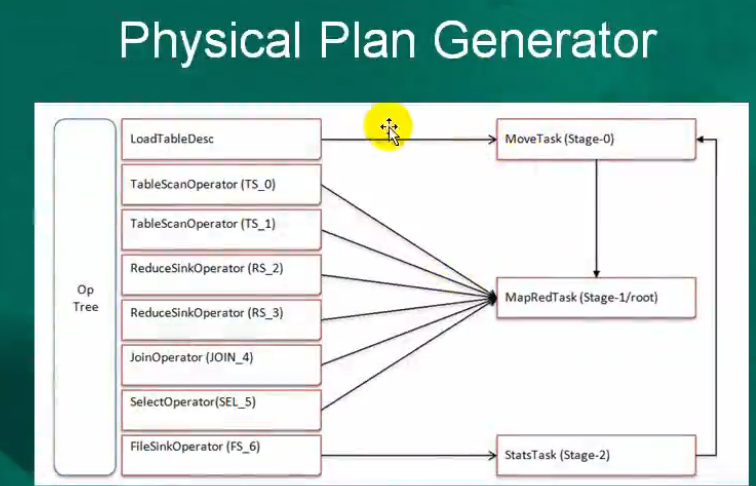 Physical Plan Generator
LoadTableDesc
MoveTask (Stage-0)
TableScanOperator (TS_0)
TableScanOperator (TS_1)
ReduceSinkOperator (RS_2)
Op
Tree
MapRedTask (Stage-1/root)
ReduceSinkOperator (RS_3)
JoinOperator (JOIN_4)
SelectOperator(SEL_5)
FileSinkOperator (FS_6)
StatsTask (Stage-2)